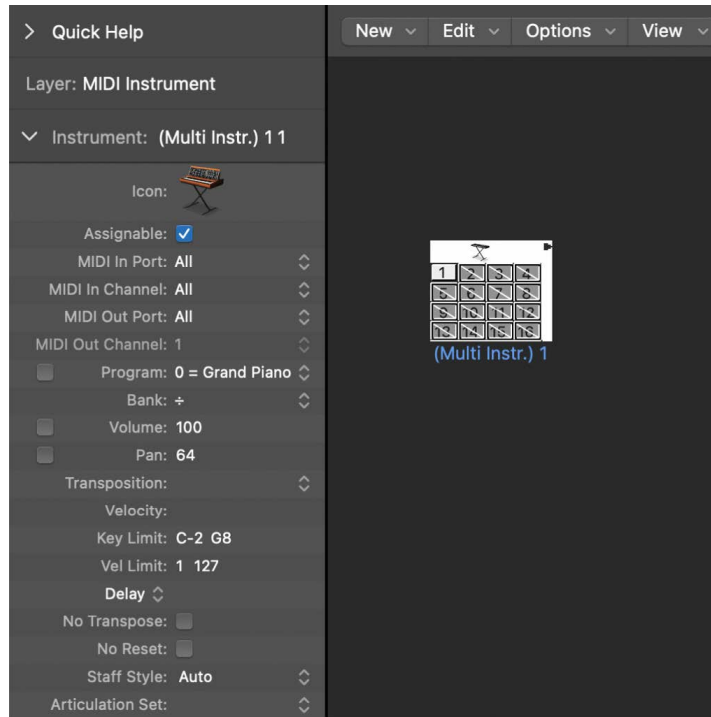 Quick Help
New Edit Options View
Layer: MIDI Instrument
Instrument: (Multi Instr.) 1 1
Icon:
Assignable:
MIDI In Port: All
MIDI In Channel: All
MIDI Out Port: All
MIDI Out Channel: 1
Program: 0 = Grand Piano
Bank: ÷
Volume: 100
Pan: 64
Transposition:
Velocity:
Key Limit: C-2 G8
Vel Limit: 1 127
Delay
No Transpose:
No Reset:
Staff Style: Auto
Articulation Set:
1 2 3 4
5 6 7 8
9 10 11 12
13 14 15 16
(Multi Instr.) 1